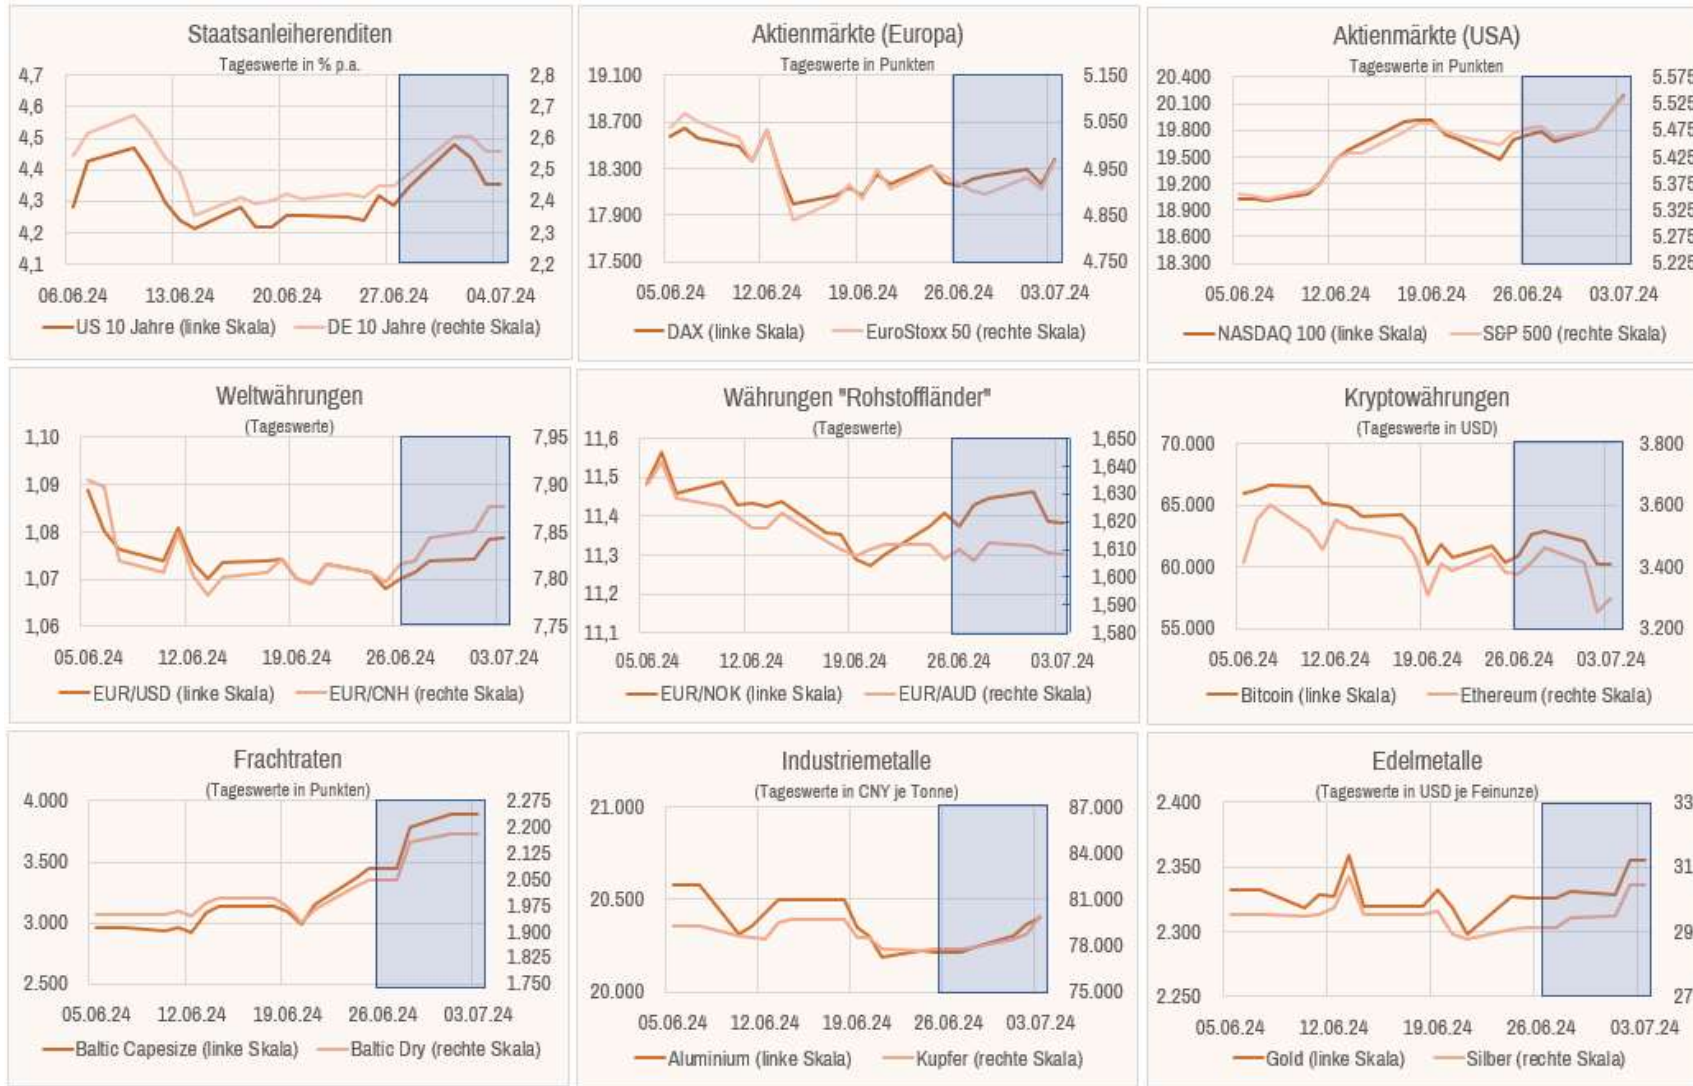 Staatsanleiherenditen
Tageswerte in % p.a.
4,7 2,8
4,6 2,7
4,5 2,6
4,4 2,5
4,3 2,4
4,2 2,3
4,1 2,2
06.06.24 13.06.24 20.06.24 27.06.24 04.07.24
US 10 Jahre (linke Skala) DE 10 Jahre (rechte Skala)
Aktienmärkte (Europa)
Tageswerte in Punkten
19.100 5.150
18.700 5.050
18.300 4.950
17.900 4.850
17.500 4.750
05.06.24 12.06.24 19.06.24 26.06.24 03.07.24
DAX (linke Skala) EuroStoxx 50 (rechte Skala)
Aktienmärkte (USA)
Tageswerte in Punkten
20.400 5.575
20.100 5.525
19.800 5.475
19.500 5.425
19.200 5.375
18.900 5.325
18.600 5.275
18.300 5.225
05.06.24 12.06.24 19.06.24 26.06.24 03.07.24
NASDAQ 100 (linke Skala) S&P 500 (rechte Skala)
Weltwährungen
(Tageswerte)
1,10 7,95
1,09 7,90
1,08 7,85
1,07 7,80
1,06 7,75
05.06.24 12.06.24 19.06.24 26.06.24 03.07.24
EUR/USD (linke Skala) EUR/CNH (rechte Skala)
Währungen "Rohstoffländer"
(Tageswerte)
11,6 1,650
1,640
11,5 1,630
11,4 1,620
11,3 1,610
1,600
11,2 1,590
11,1 1,580
05.06.24 12.06.24 19.06.24 26.06.24 03.07.24
EUR/NOK (linke Skala) EUR/AUD (rechte Skala)
Kryptowährungen
(Tageswerte in USD)
70.000 3.800
65.000 3.600
60.000 3.400
55.000 3.200
05.06.24 12.06.24 19.06.24 26.06.24 03.07.24
Bitcoin (linke Skala) Ethereum (rechte Skala)
Frachtraten
(Tageswerte in Punkten)
4.000 2.275
2.200
3.500 2.125
2.050
3.000 1.975
1.900
1.825
2.500 1.750
05.06.24 12.06.24 19.06.24 26.06.24 03.07.24
Baltic Capesize (linke Skala) Baltic Dry (rechte Skala)
Industriemetalle
(Tageswerte in CNY je Tonne)
21.000 87.000
84.000
20.500 81.000
78.000
20.000 75.000
05.06.24 12.06.24 19.06.24 26.06.24 03.07.24
Aluminium (linke Skala) Kupfer (rechte Skala)
Edelmetalle
(Tageswerte in USD je Feinunze)
2.400 33
2.350 31
2.300 29
2.250 27
05.06.24 12.06.24 19.06.24 26.06.24 03.07.24
Gold (linke Skala) Silber (rechte Skala)